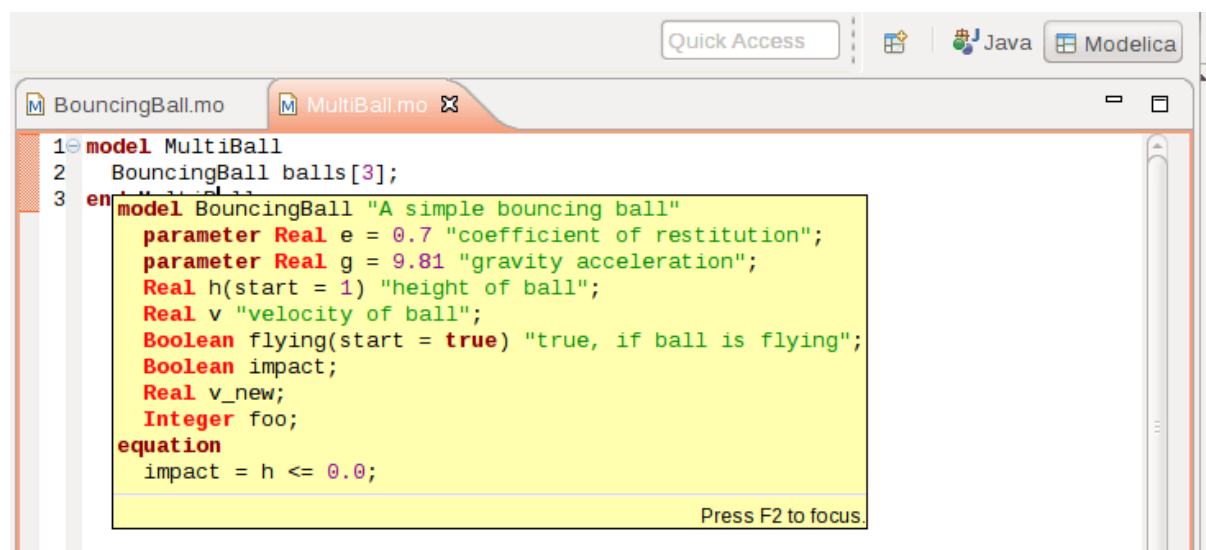 Quick Access Java Modelica
BouncingBall.mo MultiBall.mo
1 model MultiBall
2 BouncingBall balls[3];
3 en
model BouncingBall "A simple bouncing ball"
parameter Real e = 0.7 "coefficient of restitution";
parameter Real g = 9.81 "gravity acceleration";
Real h(start = 1) "height of ball";
Real v "velocity of ball";
Boolean flying(start = true) "true, if ball is flying";
Boolean impact;
Real v_new;
Integer foo;
equation
impact = h <= 0.0;
Press F2 to focus.